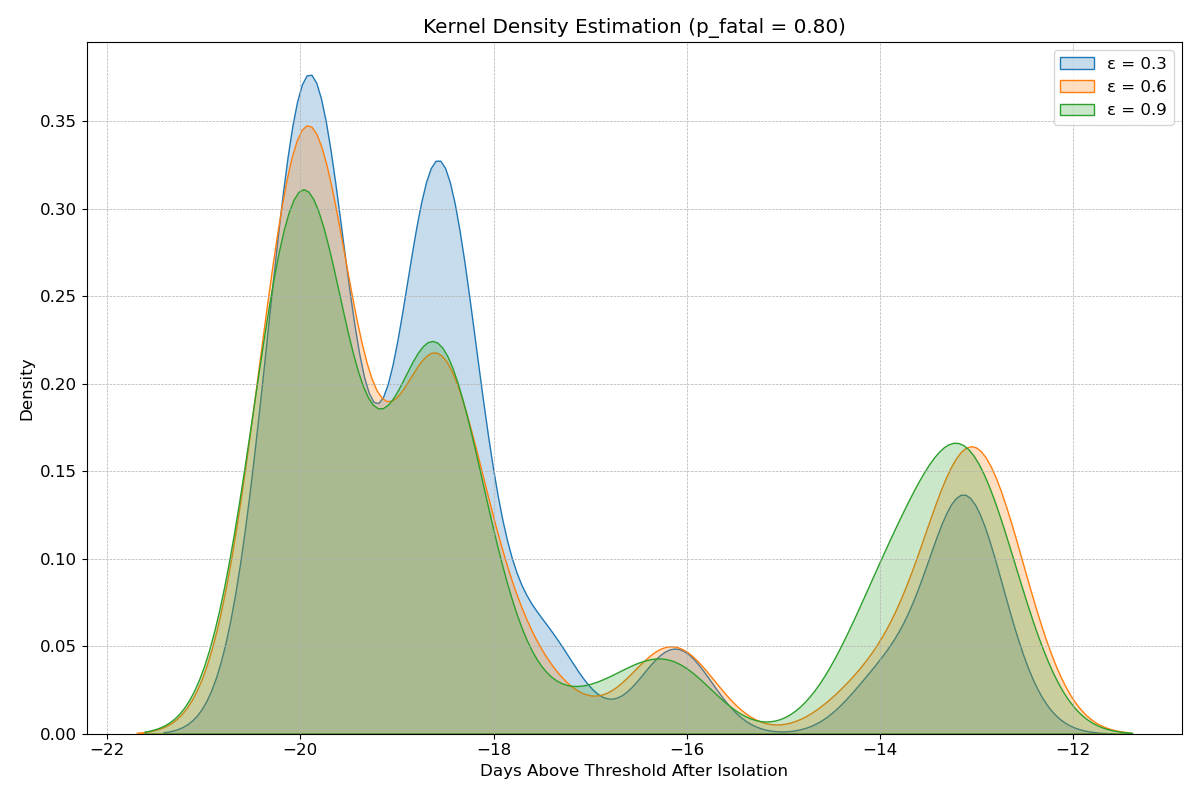 Kernel Density Estimation (p_fatal = 0.80)
ε = 0.3
ε = 0.6
ε = 0.9
Density
0.35
0.30
0.25
0.20
0.15
0.10
0.05
0.00
−22 −20 −18 −16 −14 −12
Days Above Threshold After Isolation